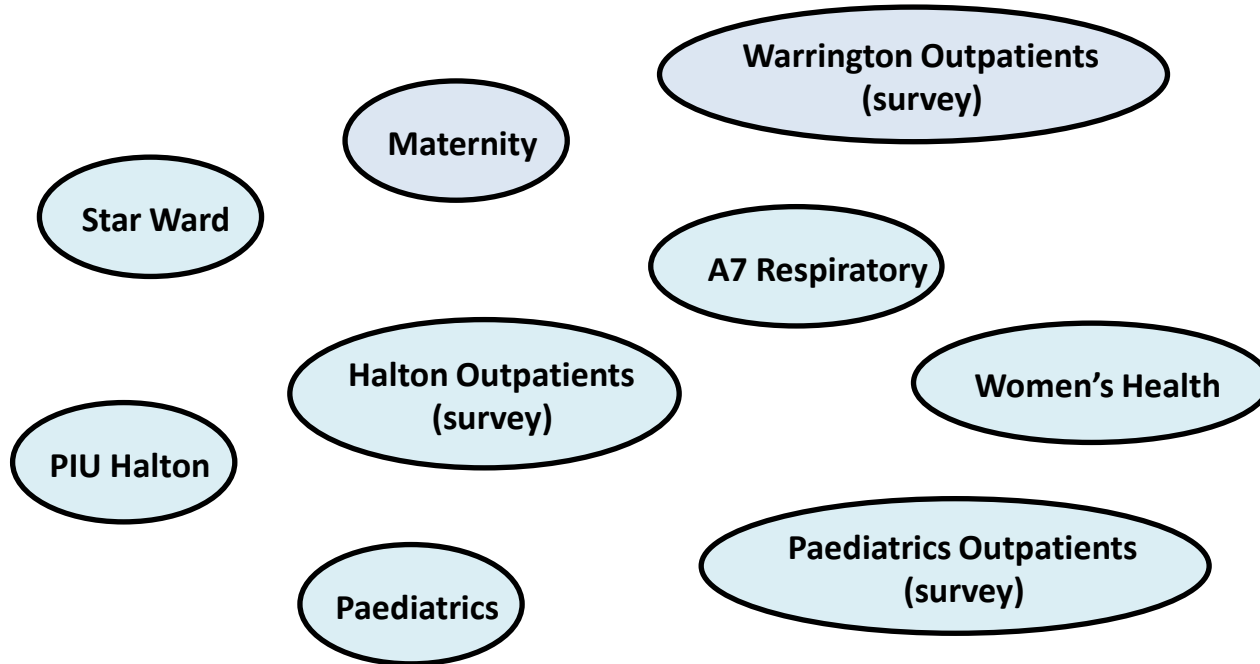 Warrington Outpatients
(survey)
Maternity
Star Ward
A7 Respiratory
Halton Outpatients
(survey)
Women’s Health
PIU Halton
Paediatrics Outpatients
(survey)
Paediatrics